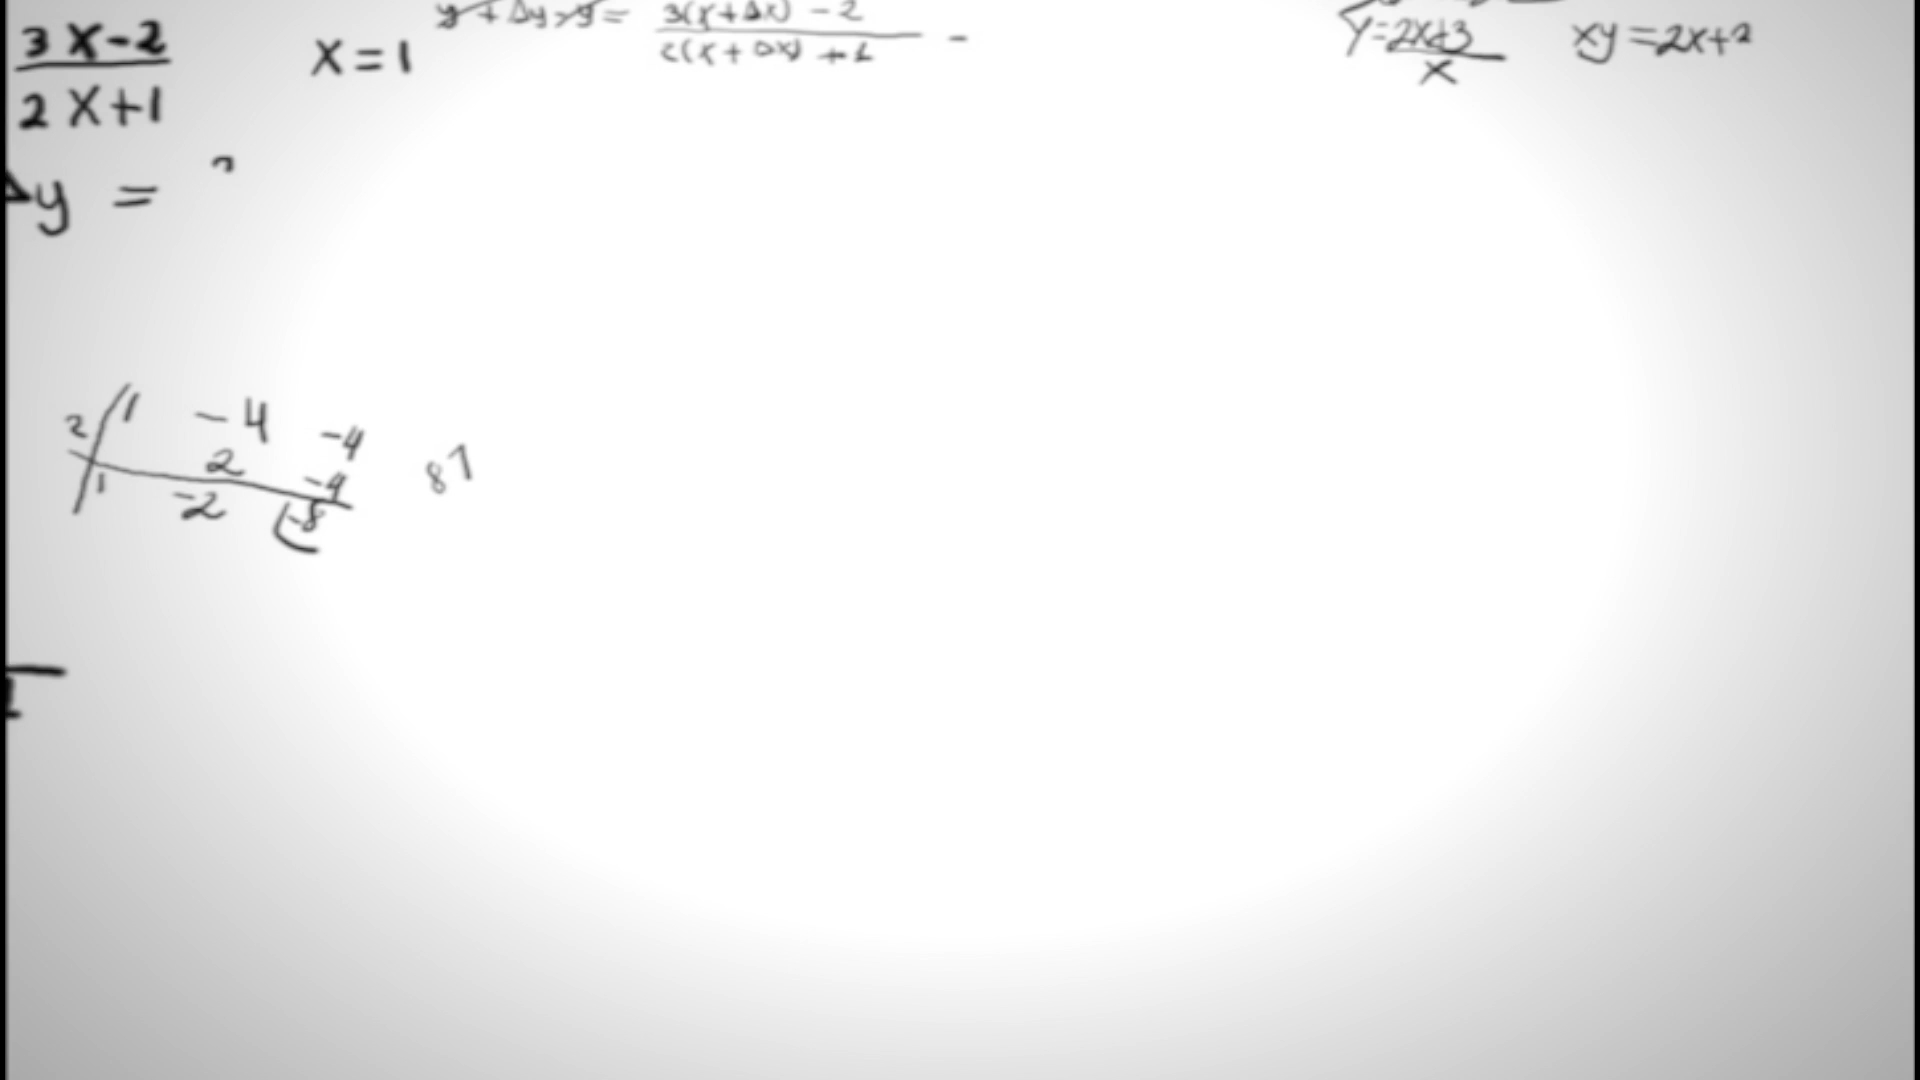 3x-2
2x+1
x=1
3(x+Δx) -2
y=2x+3
x
xy=2x+
Δy =
2 1 -4 -4
2 -4
1 -2 -8
87